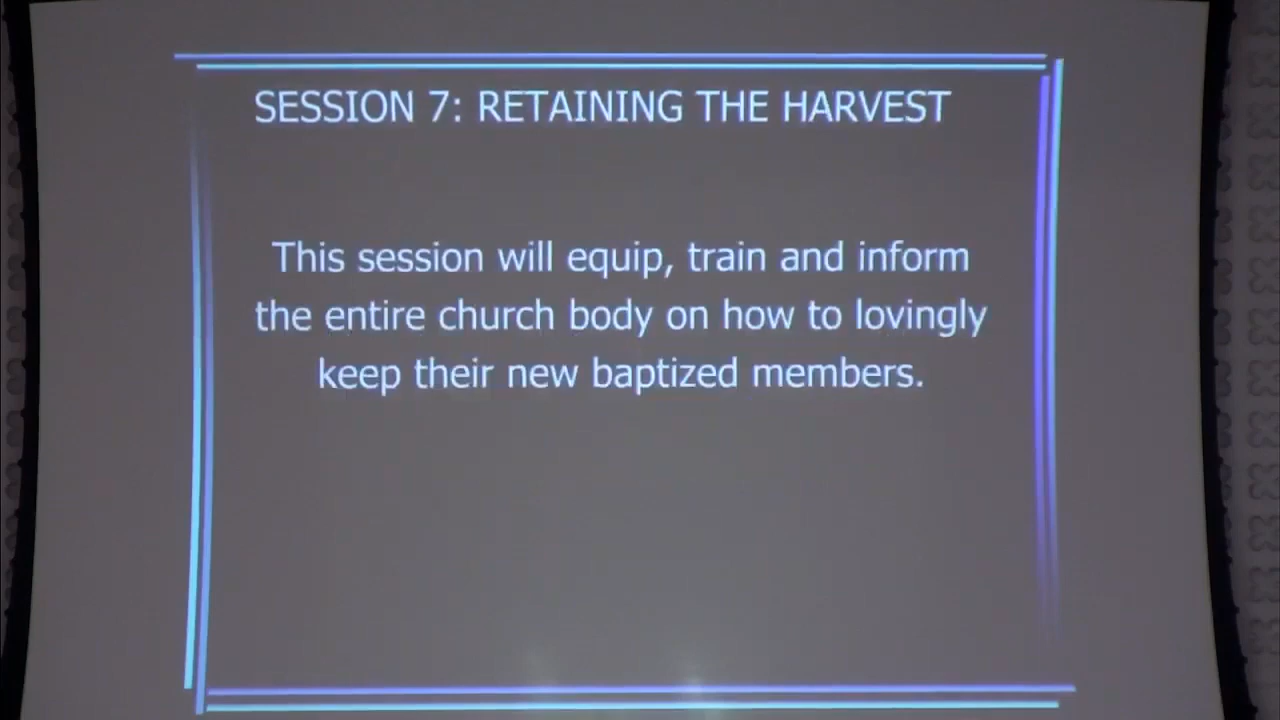 SESSION 7: RETAINING THE HARVEST
This session will equip, train and inform
the entire church body on how to lovingly
keep their new baptized members.